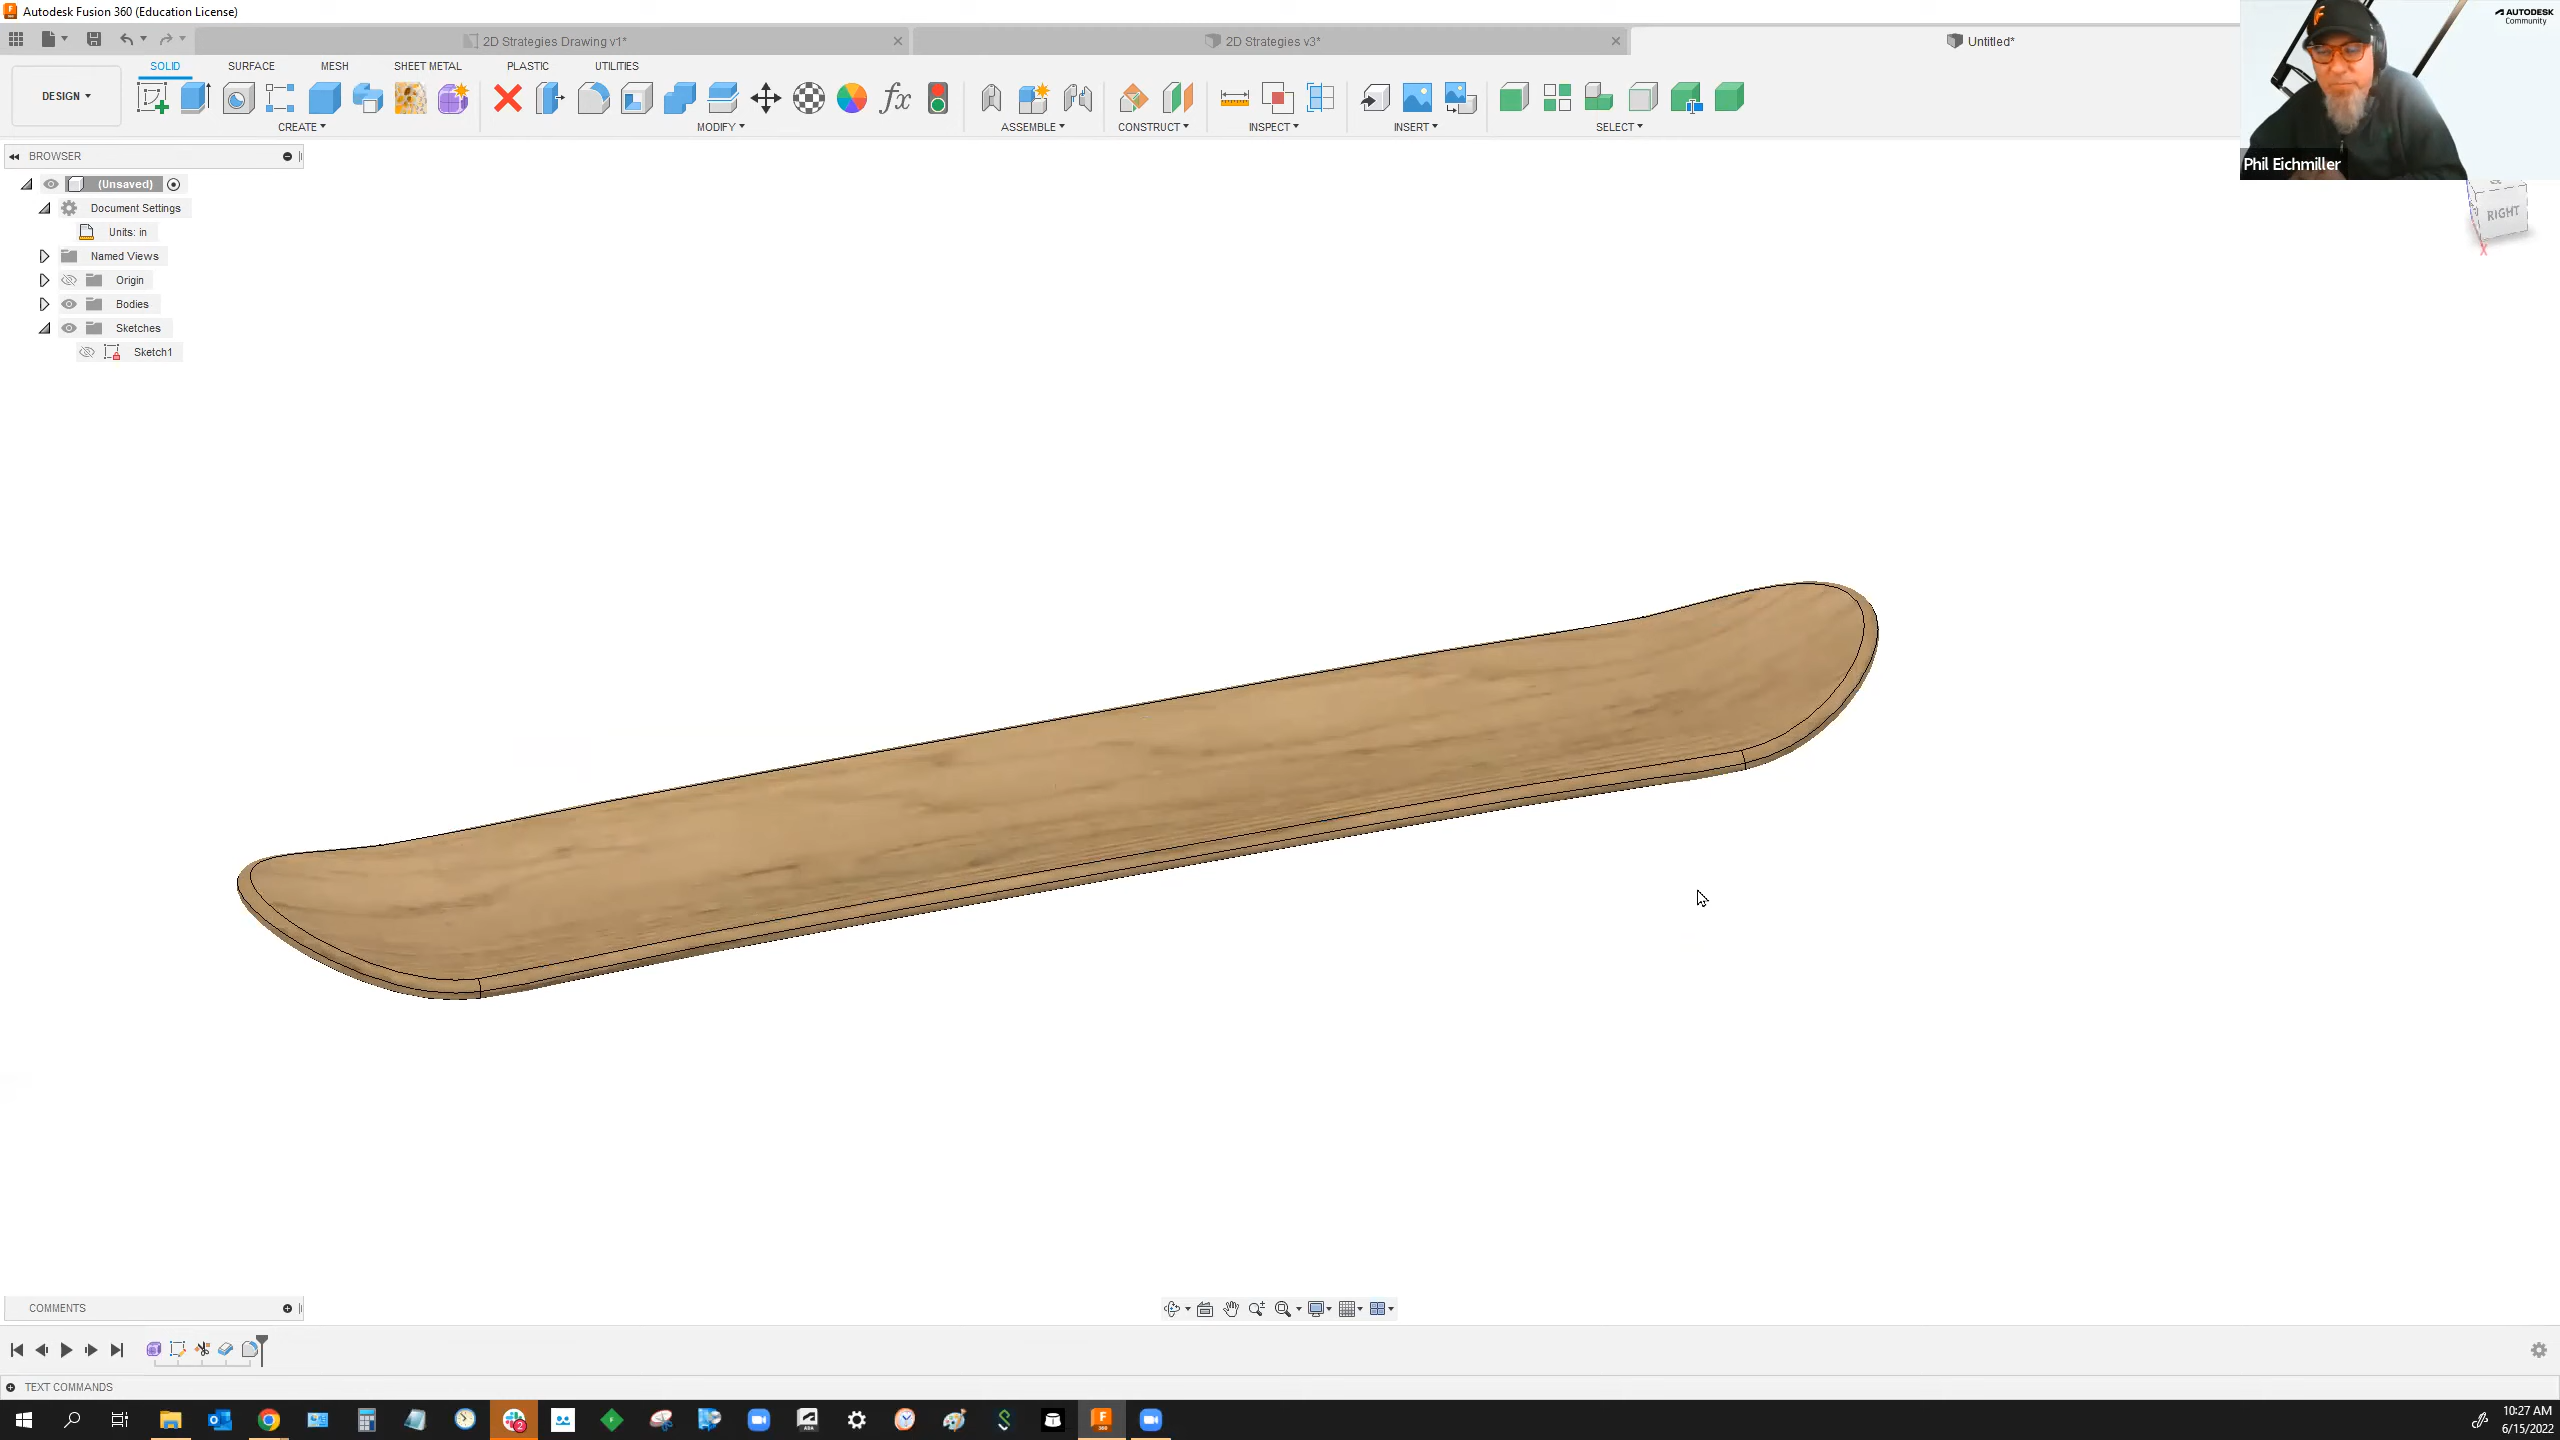 Autodesk Fusion 360 (Education License)
AUTODESK
Community
2D Strategies Drawing v1*
2D Strategies v3*
Untitled*
SOLID
SURFACE
MESH
SHEET METAL
PLASTIC
UTILITIES
DESIGN
CREATE
MODIFY
ASSEMBLE
CONSTRUCT
INSPECT
INSERT
SELECT
fx
BROWSER
Phil Eichmiller
(Unsaved)
Document Settings
RIGHT
Units: in
X
Named Views
Origin
Bodies
Sketches
Sketch1
COMMENTS
TEXT COMMANDS
10:27 AM
6/15/2022